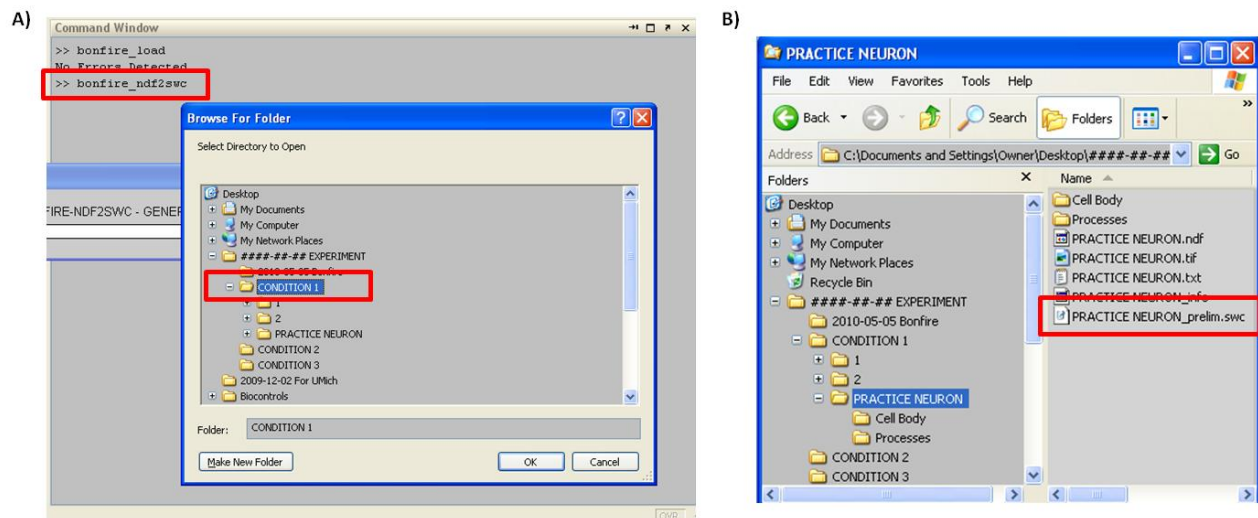 A)
Command Window
>> bonfire_load
No Errors Detected
>> bonfire_ndf2swc
Browse For Folder
Select Directory to Open
FIRE-NDF2SWC - GENER
Desktop
My Documents
My Computer
My Network Places
####-##-## EXPERIMENT
2010-05-05 Bonfire
CONDITION 1
1
2
PRACTICE NEURON
CONDITION 2
CONDITION 3
2009-12-02 For UMich
Biocontrols
Folder: CONDITION 1
Make New Folder OK Cancel
OVR
B)
PRACTICE NEURON
File Edit View Favorites Tools Help
Back Search Folders
Address C:\Documents and Settings\Owner\Desktop\####-##-## Go
Folders
Desktop
My Documents
My Computer
My Network Places
Recycle Bin
####-##-## EXPERIMENT
2010-05-05 Bonfire
CONDITION 1
1
2
PRACTICE NEURON
Cell Body
Processes
CONDITION 2
CONDITION 3
Name
Cell Body
Processes
PRACTICE NEURON.ndf
PRACTICE NEURON.tif
PRACTICE NEURON.txt
PRACTICE NEURON_info
PRACTICE NEURON_prelim.swc